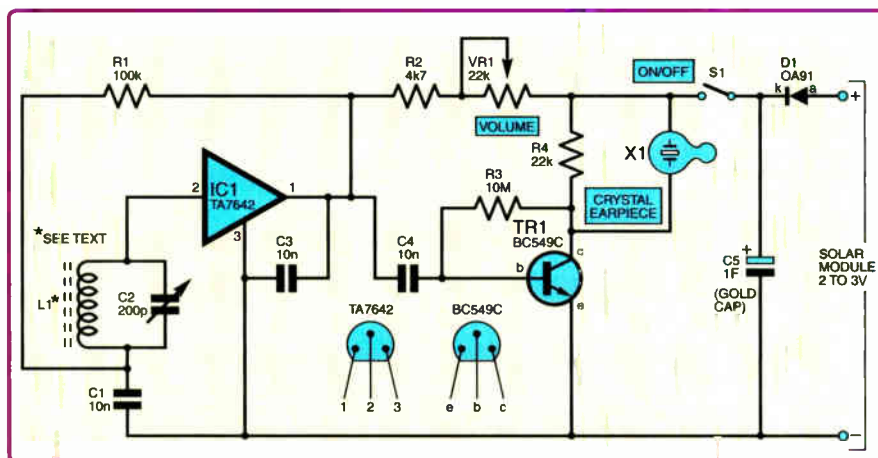 R1
100k
R2
4k7
VR1
22k
ON/OFF
S1
D1
OA91
k
a
+
VOLUME
R4
22k
X1
2
IC1
TA7642
1
3
R3
10M
CRYSTAL
EARPIECE
*SEE TEXT
C3
10n
C4
10n
TR1
BC549C
c
b
e
+
C5
1F
(GOLD
CAP)
SOLAR
MODULE
2 TO 3V
L1*
C2
200p
TA7642
BC549C
C1
10n
1
2
3
e
b
c
−